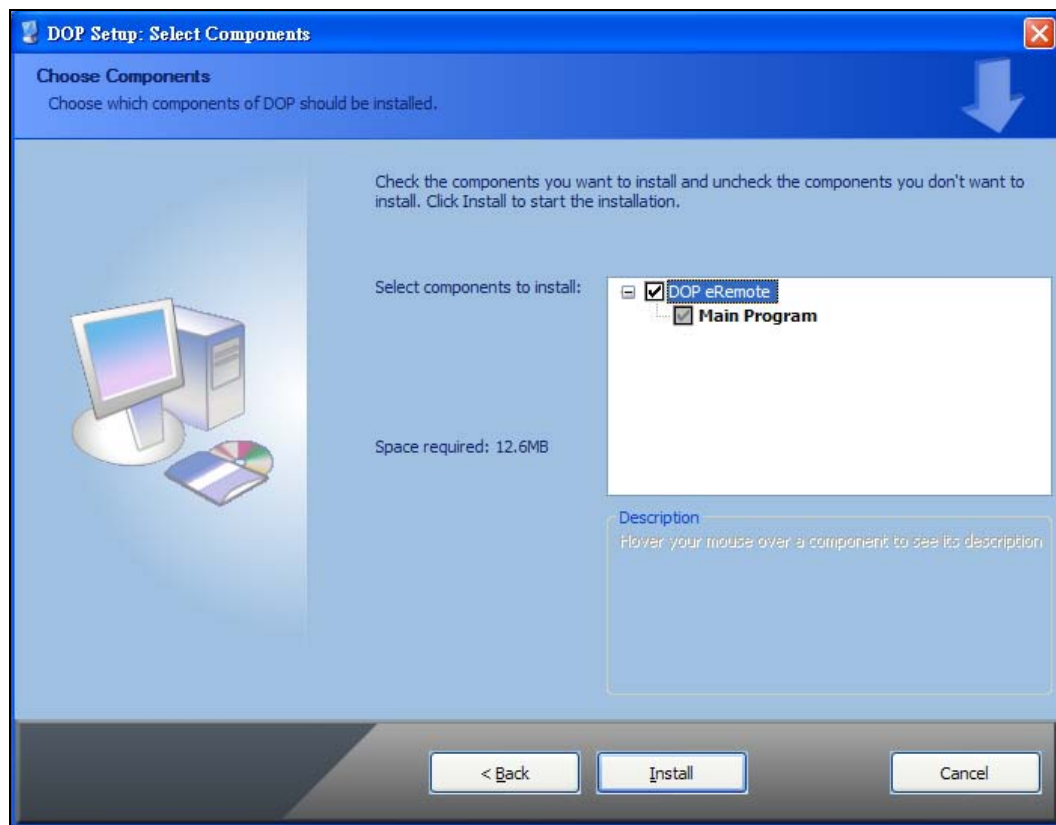 DOP Setup: Select Components
Choose Components
Choose which components of DOP should be installed.
Check the components you want to install and uncheck the components you don't want to
install. Click Install to start the installation.
Select components to install:
DOP eRemote
Main Program
Space required: 12.6MB
Description
Hover your mouse over a component to see its description
< Back
Install
Cancel